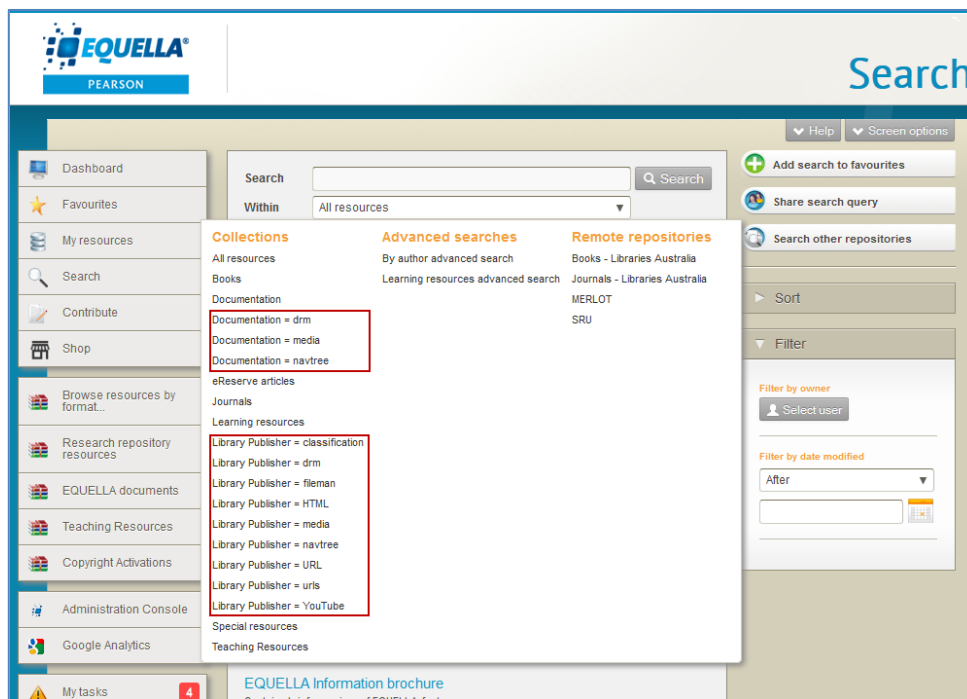 EQUELLA®
PEARSON
Search
Help
Screen options
Dashboard
Favourites
My resources
Search
Contribute
Shop
Browse resources by
format...
Research repository
resources
EQUELLA documents
Teaching Resources
Copyright Activations
Administration Console
Google Analytics
My tasks
4
Search
Search
Within
All resources
Collections
All resources
Books
Documentation
Documentation = drm
Documentation = media
Documentation = navtree
eReserve articles
Journals
Learning resources
Library Publisher = classification
Library Publisher = drm
Library Publisher = fileman
Library Publisher = HTML
Library Publisher = media
Library Publisher = navtree
Library Publisher = URL
Library Publisher = urls
Library Publisher = YouTube
Special resources
Teaching Resources
Advanced searches
By author advanced search
Learning resources advanced search
Remote repositories
Books - Libraries Australia
Journals - Libraries Australia
MERLOT
SRU
EQUELLA Information brochure
Add search to favourites
Share search query
Search other repositories
Sort
Filter
Filter by owner
Select user
Filter by date modified
After